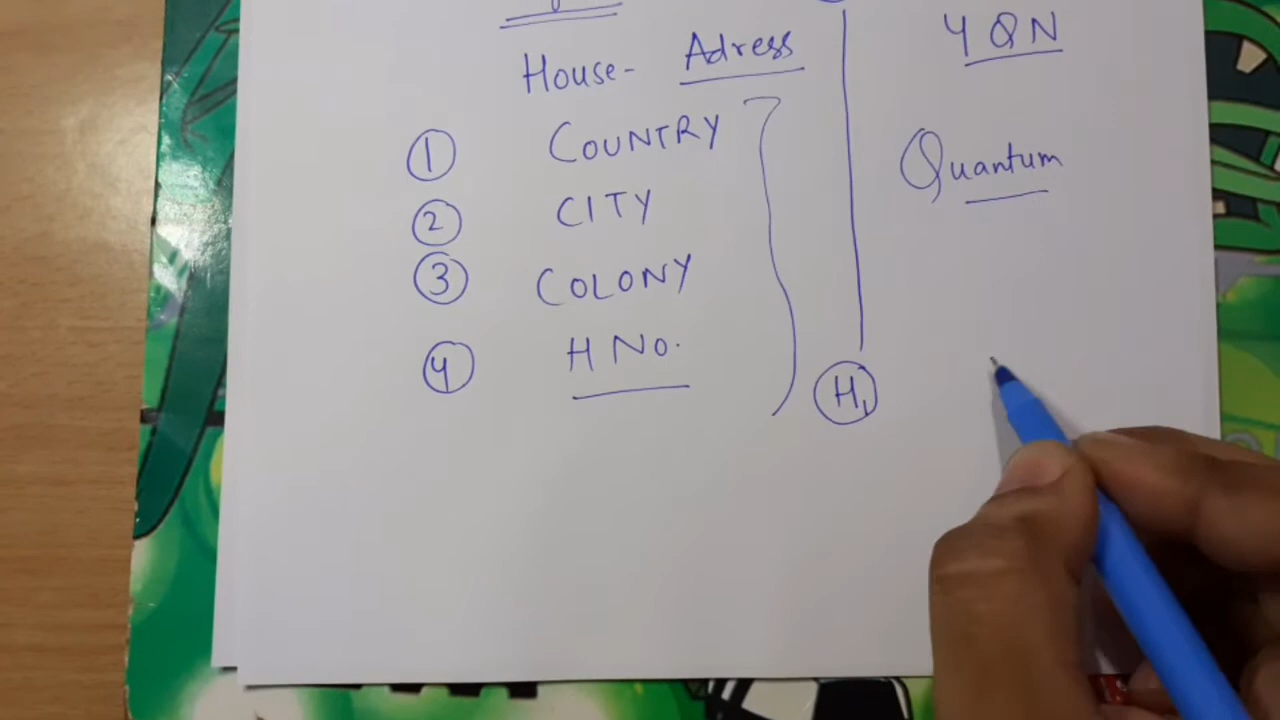 House- Adress
① COUNTRY
② CITY
③ COLONY
④ H No.
4 QN
Quantum
H₁